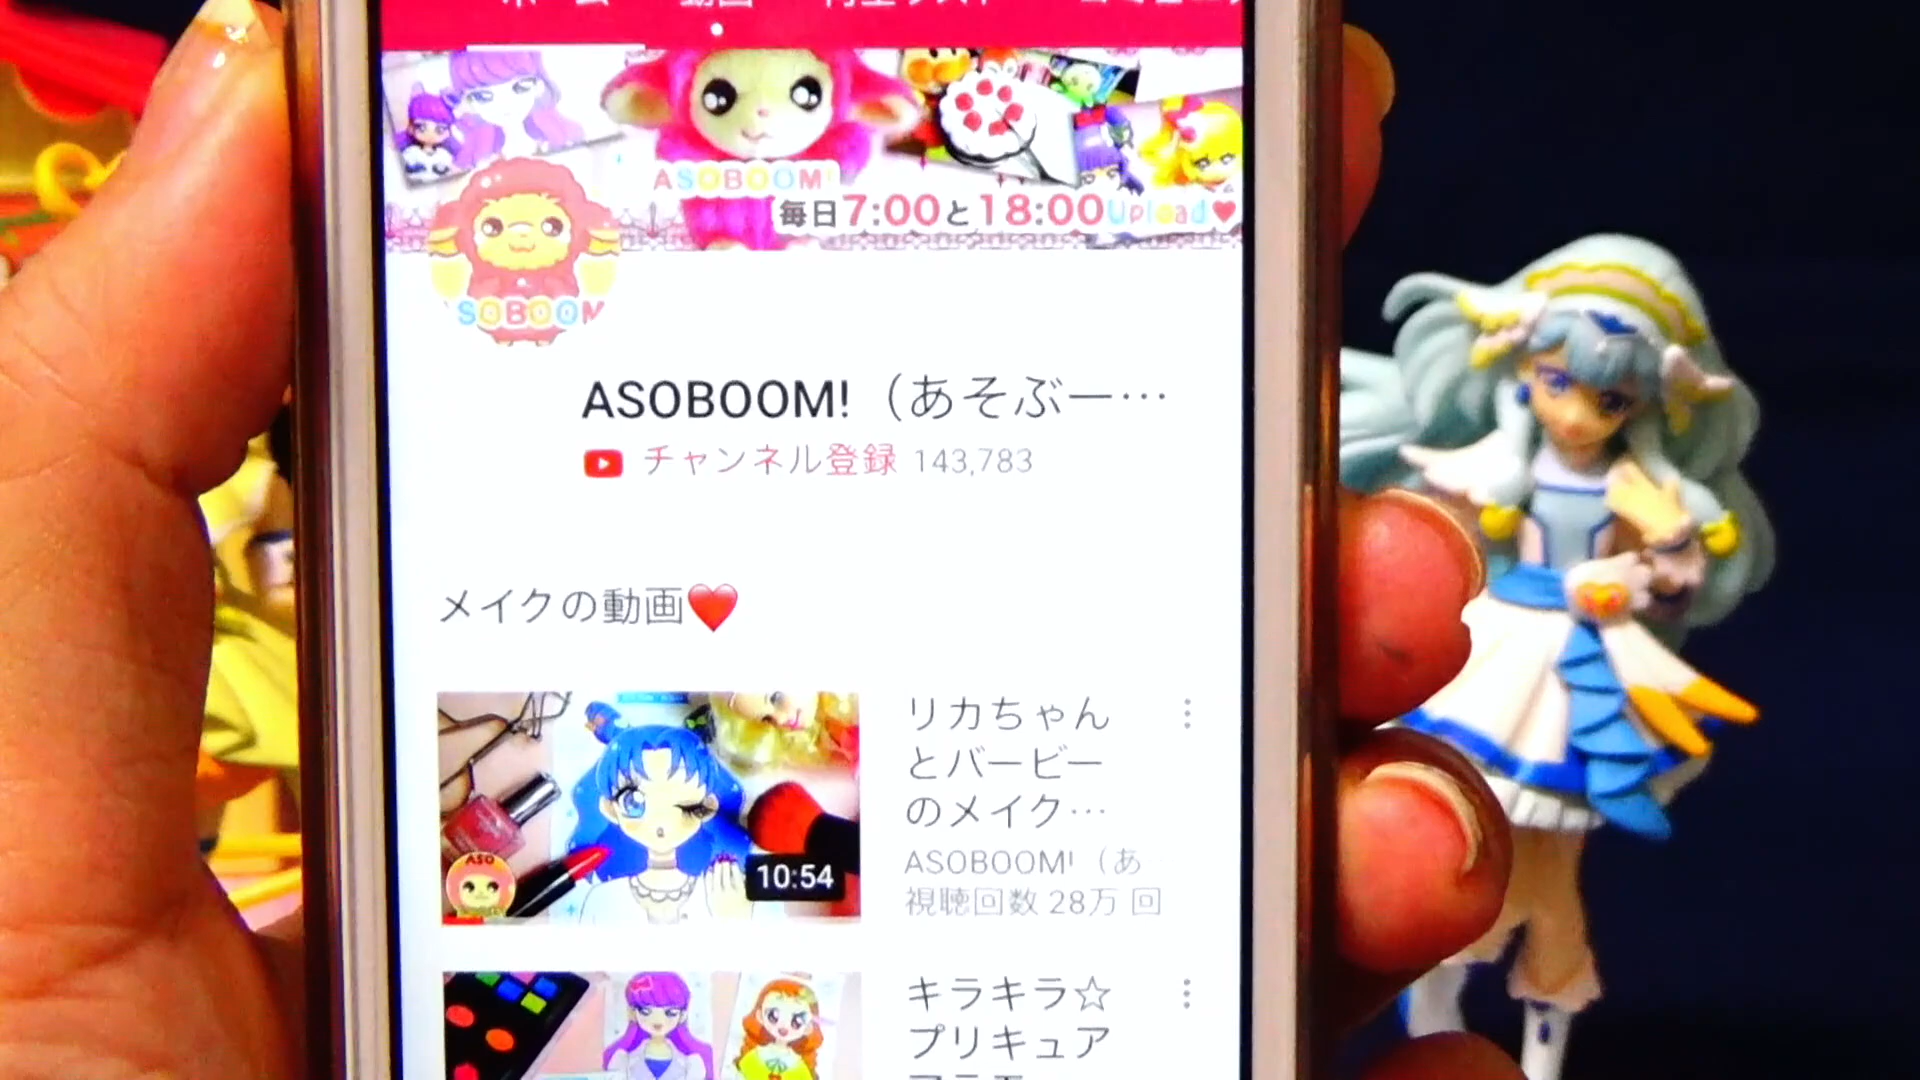 ASOBOOM!
毎日7:00と18:00Upload♥
SOBOOM
ASOBOOM!（あそぶー…
チャンネル登録 143,783
メイクの動画❤
リカちゃん
とバービー
のメイク…
ASOBOOM!（あ
視聴回数 28万 回
ASO
10:54
キラキラ☆
プリキュア